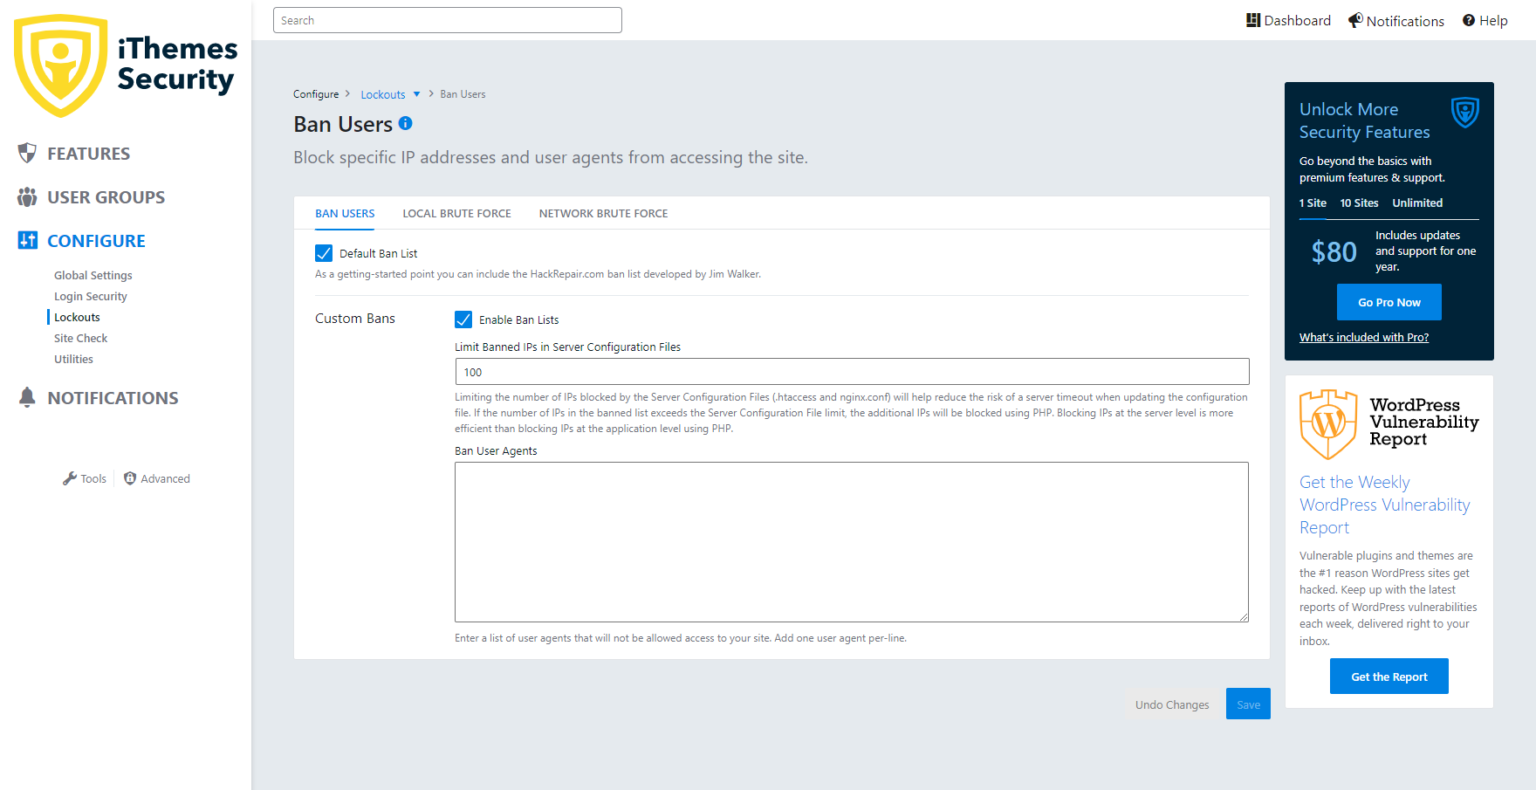 iThemes
Security
Search
Dashboard
Notifications
Help
FEATURES
USER GROUPS
CONFIGURE
Global Settings
Login Security
Lockouts
Site Check
Utilities
NOTIFICATIONS
Tools
Advanced
Configure > Lockouts ▼ > Ban Users
Ban Users
Block specific IP addresses and user agents from accessing the site.
BAN USERS
LOCAL BRUTE FORCE
NETWORK BRUTE FORCE
Default Ban List
As a getting-started point you can include the HackRepair.com ban list developed by Jim Walker.
Custom Bans
Enable Ban Lists
Limit Banned IPs in Server Configuration Files
100
Limiting the number of IPs blocked by the Server Configuration Files (.htaccess and nginx.conf) will help reduce the risk of a server timeout when updating the configuration
file. If the number of IPs in the banned list exceeds the Server Configuration File limit, the additional IPs will be blocked using PHP. Blocking IPs at the server level is more
efficient than blocking IPs at the application level using PHP.
Ban User Agents
Enter a list of user agents that will not be allowed access to your site. Add one user agent per-line.
Undo Changes
Save
Unlock More
Security Features
Go beyond the basics with
premium features & support.
1 Site
10 Sites
Unlimited
$80
Includes updates
and support for one
year.
Go Pro Now
What's included with Pro?
WordPress
Vulnerability
Report
Get the Weekly
WordPress Vulnerability
Report
Vulnerable plugins and themes are
the #1 reason WordPress sites get
hacked. Keep up with the latest
reports of WordPress vulnerabilities
each week, delivered right to your
inbox.
Get the Report